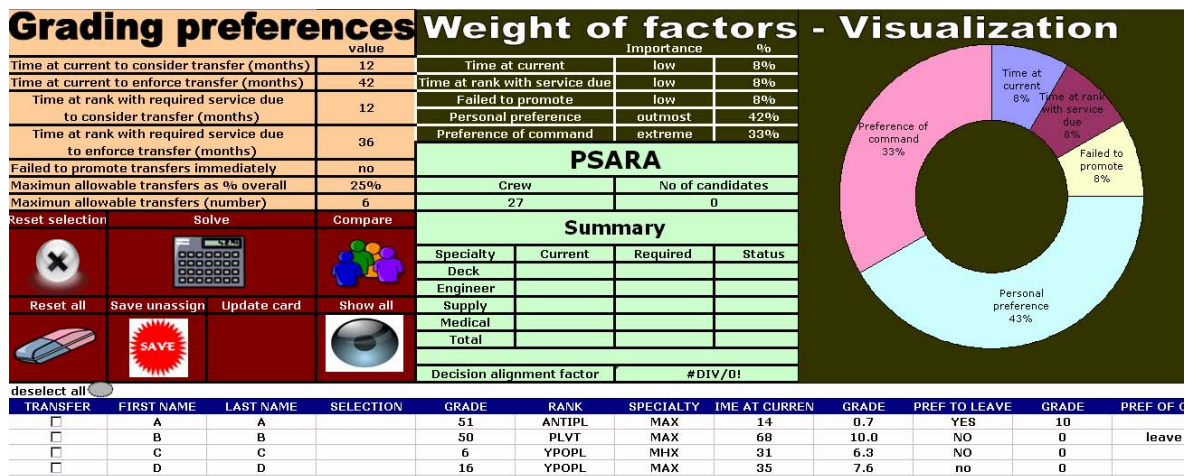 Grading preferences
Weight of factors - Visualization
value
Importance %
Time at current to consider transfer (months) 12
Time at current to enforce transfer (months) 42
Time at rank with required service due
to consider transfer (months) 12
Time at rank with required service due
to enforce transfer (months) 36
Failed to promote transfers immediately no
Maximun allowable transfers as % overall 25%
Maximun allowable transfers (number) 6
Time at current low 8%
Time at rank with service due low 8%
Failed to promote low 8%
Personal preference outmost 42%
Preference of command extreme 33%
PSARA
Crew No of candidates
27 0
Reset selection Solve Compare
Reset all Save unassign Update card Show all
SAVE
Summary
Specialty Current Required Status
Deck
Engineer
Supply
Medical
Total
Decision alignment factor #DIV/0!
Time at
current
8%
Time at rank
with service
due
8%
Failed to
promote
8%
Personal
preference
43%
Preference of
command
33%
deselect all
TRANSFER FIRST NAME LAST NAME SELECTION GRADE RANK SPECIALTY IME AT CURREN GRADE PREF TO LEAVE GRADE PREF OF
A A 51 ANTIPL MAX 14 0.7 YES 10
B B 50 PLVT MAX 68 10.0 NO 0 leave
C C 6 YPOPL MHX 31 6.3 NO 0
D D 16 YPOPL MAX 35 7.6 no 0